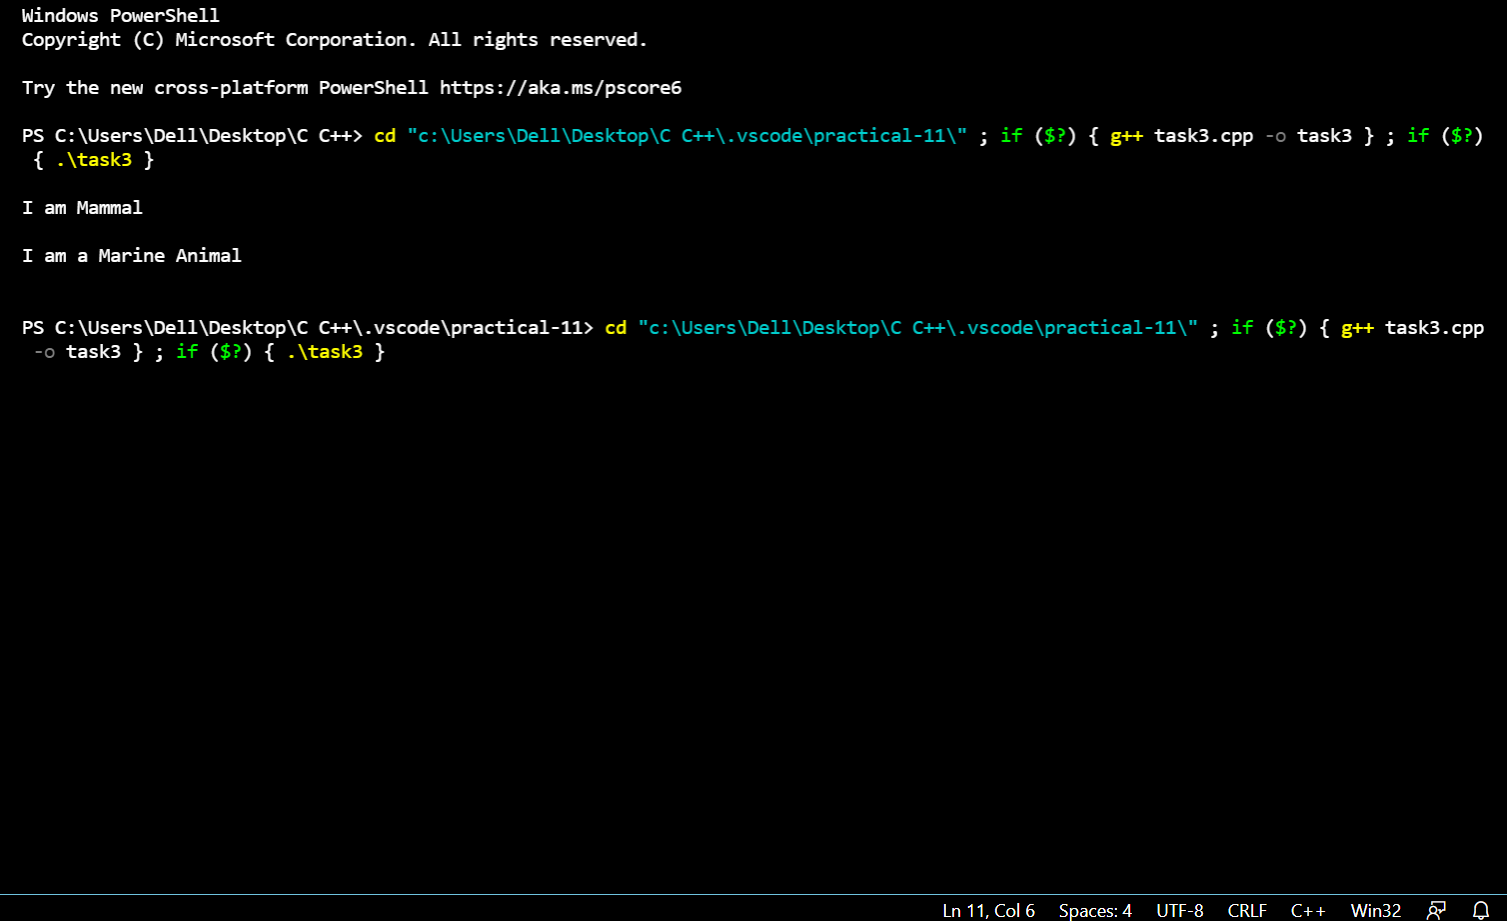 Windows PowerShell
Copyright (C) Microsoft Corporation. All rights reserved.
Try the new cross-platform PowerShell https://aka.ms/pscore6
PS C:\Users\Dell\Desktop\C C++> cd "c:\Users\Dell\Desktop\C C++\.vscode\practical-11\" ; if ($?) { g++ task3.cpp -o task3 } ; if ($?)
{ .\task3 }
I am Mammal
I am a Marine Animal
PS C:\Users\Dell\Desktop\C C++\.vscode\practical-11> cd "c:\Users\Dell\Desktop\C C++\.vscode\practical-11\" ; if ($?) { g++ task3.cpp
-o task3 } ; if ($?) { .\task3 }
Ln 11, Col 6 Spaces: 4 UTF-8 CRLF C++ Win32